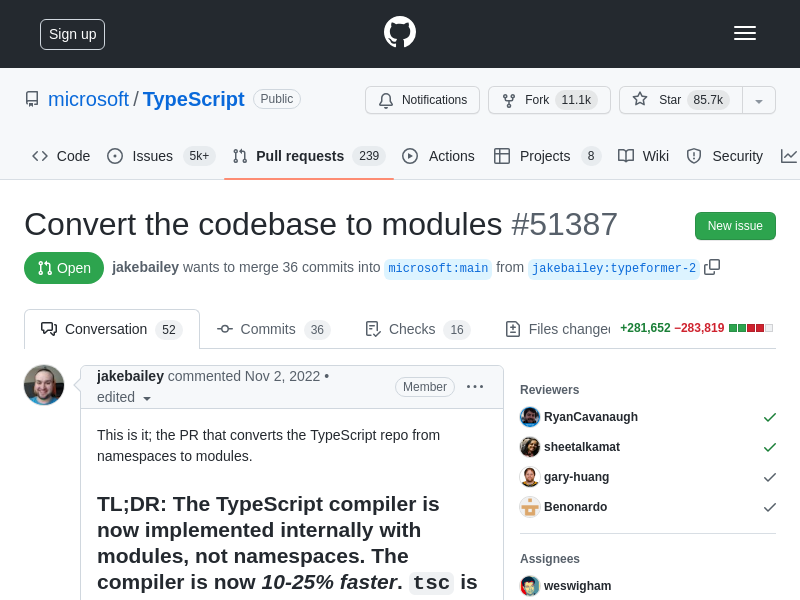 Sign up
microsoft / TypeScript Public
Notifications Fork 11.1k Star 85.7k
Code Issues 5k+ Pull requests 239 Actions Projects 8 Wiki Security
Convert the codebase to modules #51387
New issue
Open jakebailey wants to merge 36 commits into microsoft:main from jakebailey:typeformer-2
Conversation 52 Commits 36 Checks 16 Files changed +281,652 −283,819
jakebailey commented Nov 2, 2022 •
edited
Member
This is it; the PR that converts the TypeScript repo from
namespaces to modules.
TL;DR: The TypeScript compiler is
now implemented internally with
modules, not namespaces. The
compiler is now 10-25% faster. tsc is
Reviewers
RyanCavanaugh
sheetalkamat
gary-huang
Benonardo
Assignees
weswigham